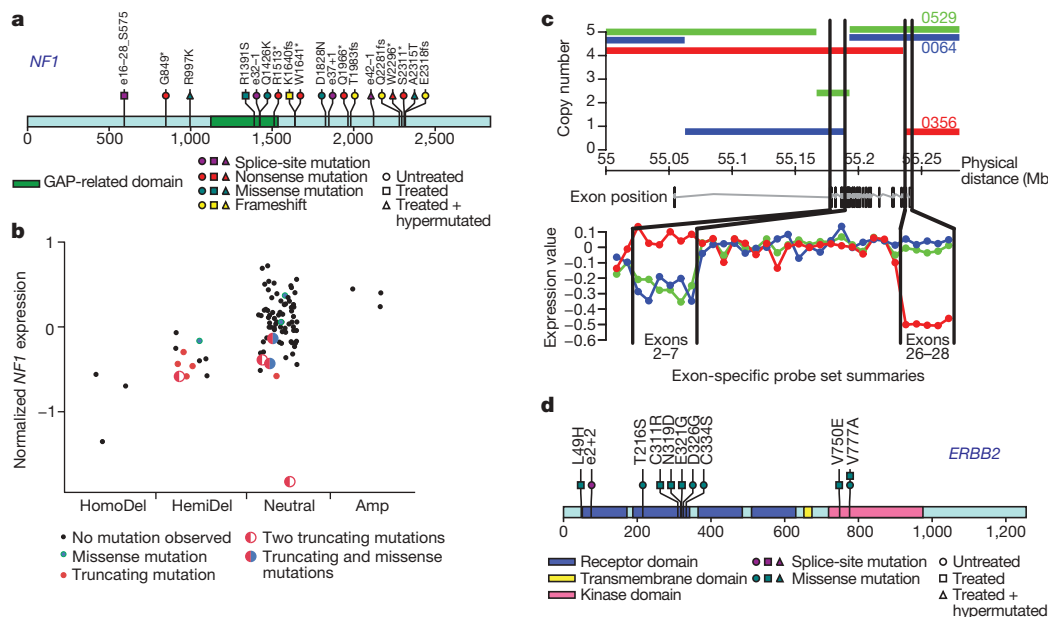 a
NF1
e16–28_S575
G849*
R997K
R1391S
e32–1
Q1426K
R1513*
K1640fs
W1641*
D1828N
e37+1
Q1966*
T1983fs
e42–1
Q2281fs
W2296*
S2311*
A2315T
E2318fs
0 500 1,000 1,500 2,000 2,500
GAP-related domain
Splice-site mutation
Nonsense mutation
Missense mutation
Frameshift
Untreated
Treated
Treated +
hypermutated
b
Normalized NF1 expression
1
0
−1
HomoDel HemiDel Neutral Amp
No mutation observed
Missense mutation
Truncating mutation
Two truncating mutations
Truncating and missense
mutations
c
Copy number
5
4
3
2
1
0
0529
0064
0356
55 55.05 55.1 55.15 55.2 55.25
Physical
distance (Mb
Exon position
Expression value
0.1
0
−0.1
−0.2
−0.3
−0.4
−0.5
−0.6
Exons
2–7
Exons
26–28
Exon-specific probe set summaries
d
ERBB2
L49H
e2+2
T216S
C311R
N319D
E321G
D326G
C334S
V750E
V777A
0 200 400 600 800 1,000 1,200
Receptor domain
Transmembrane domain
Kinase domain
Splice-site mutation
Missense mutation
Untreated
Treated
Treated +
hypermutated